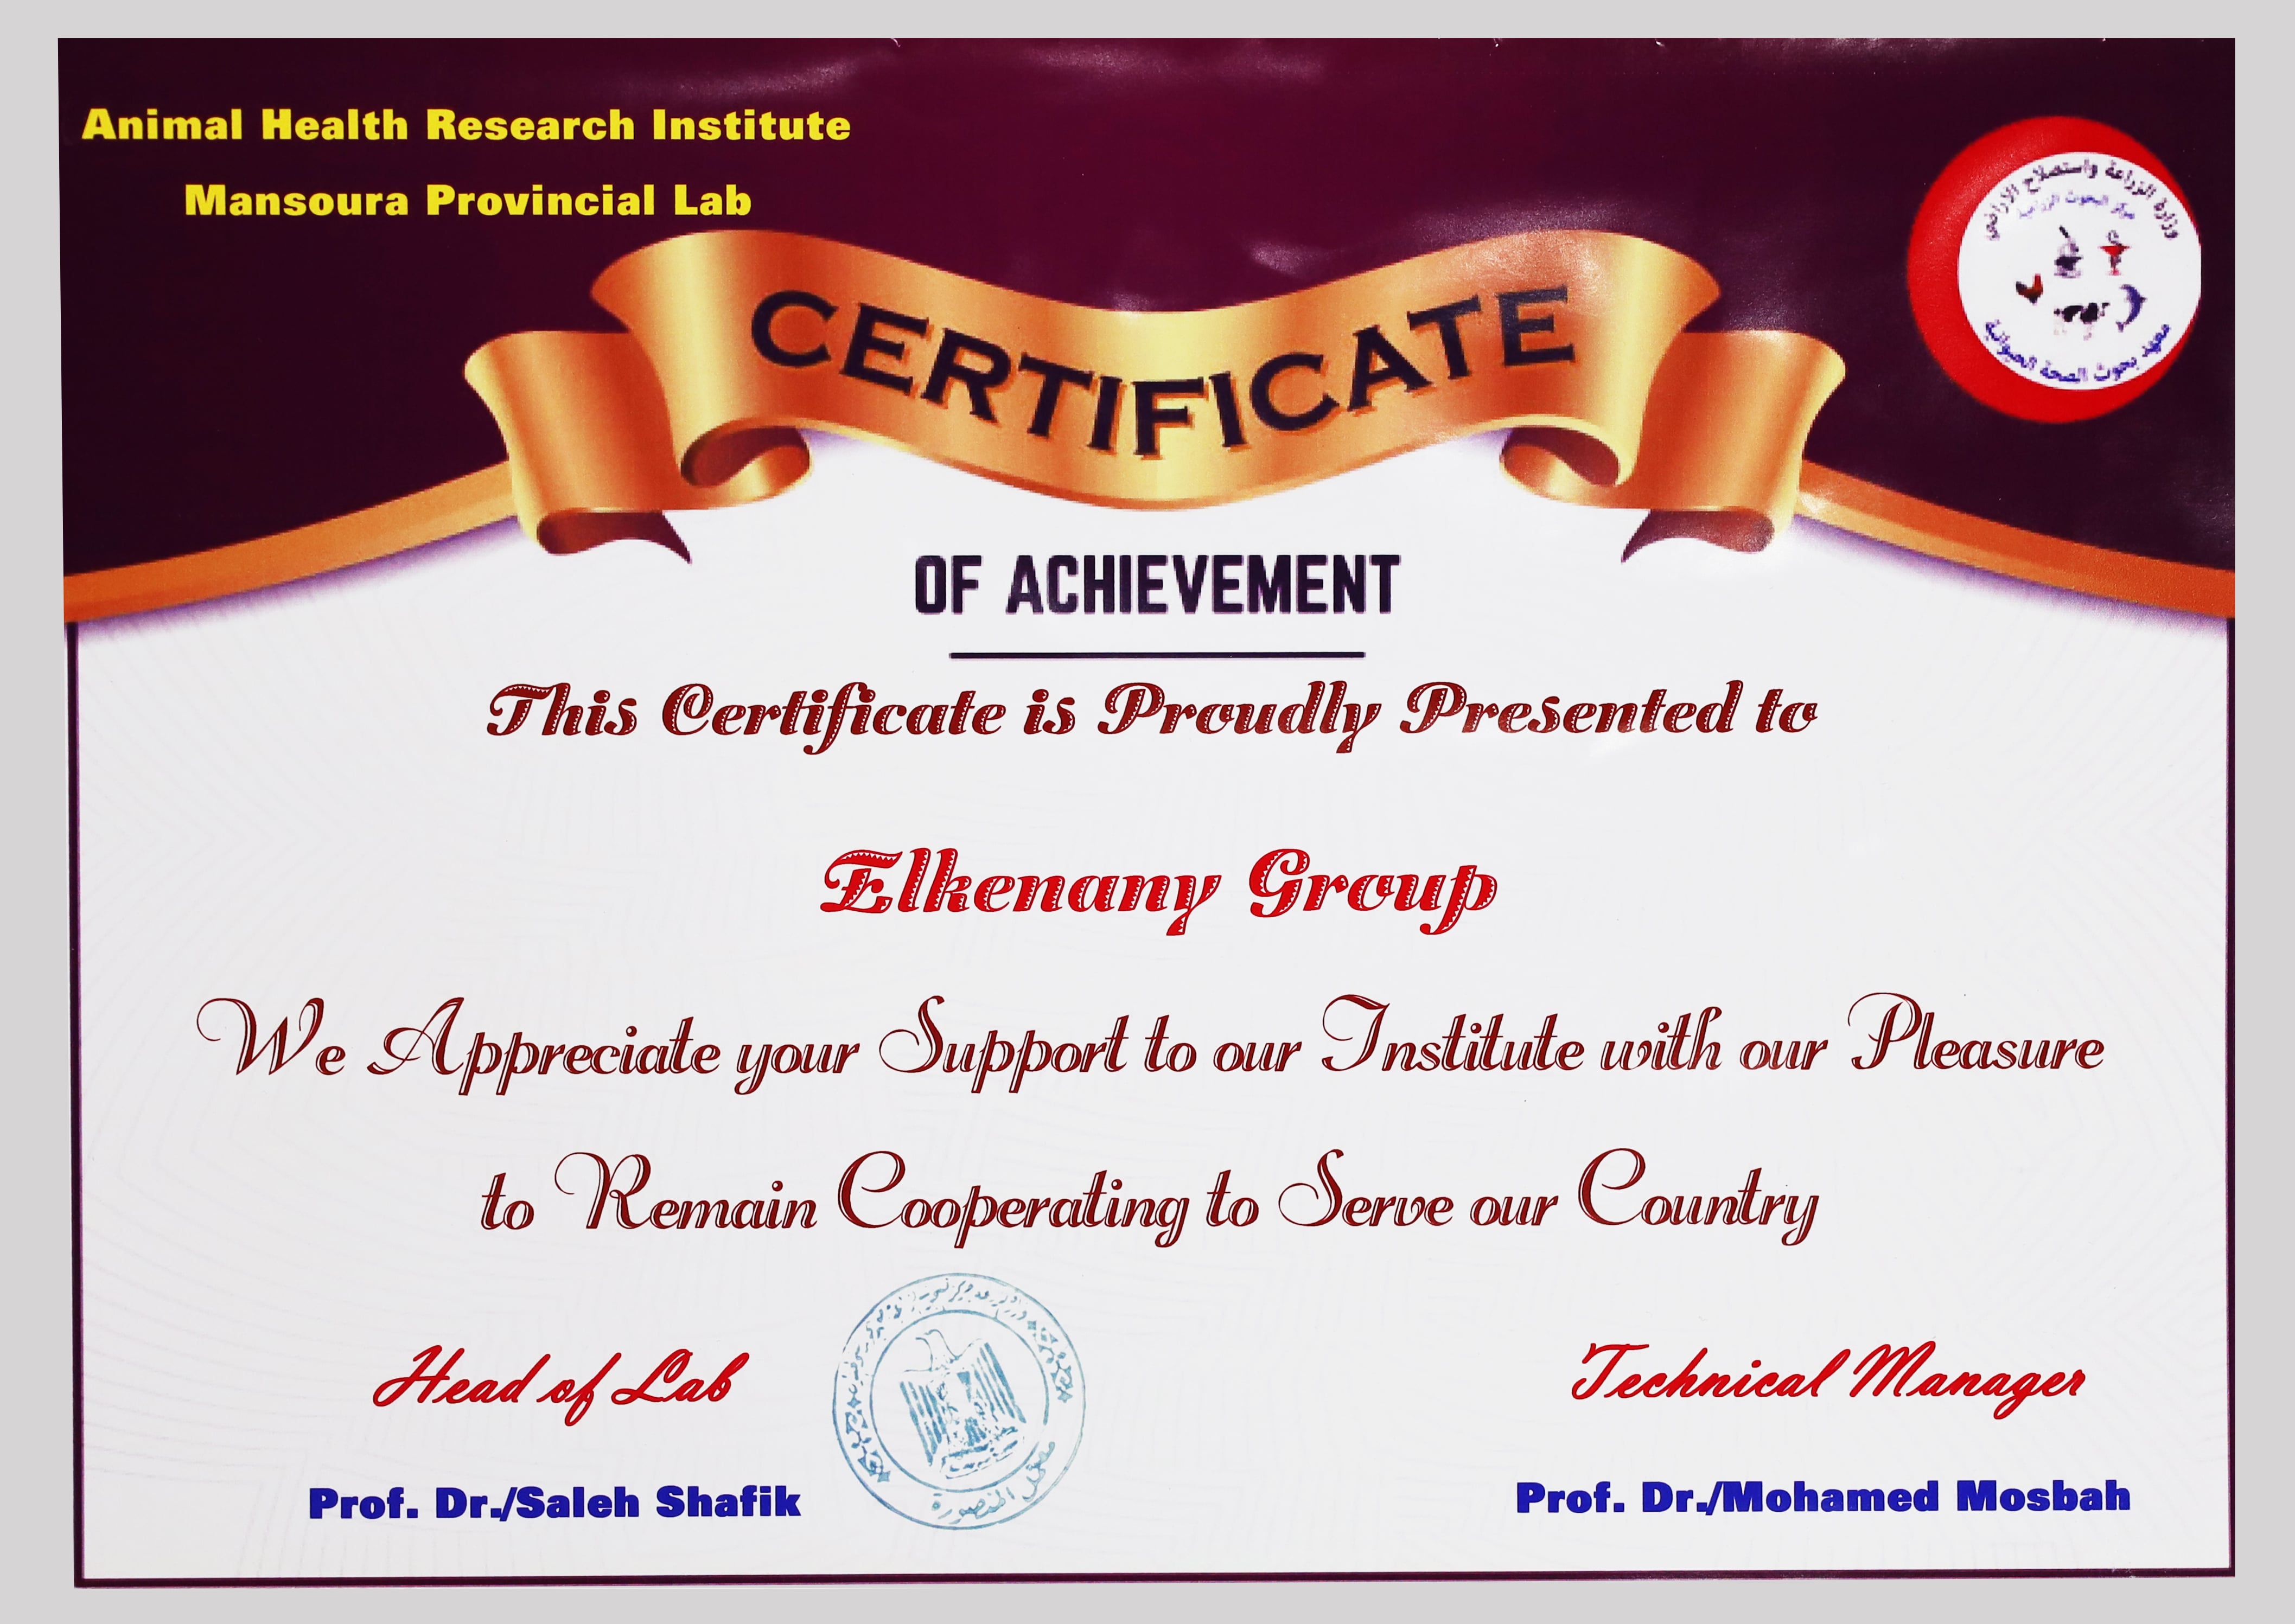 Animal Health Research Institute
Mansoura Provincial Lab
وزارة الزراعة واستصلاح الاراضى
مركز البحوث الزراعية
معهد بحوث الصحة الحيوانية
CERTIFICATE
OF ACHIEVEMENT
This Certificate is Proudly Presented to
Elkenany Group
We Appreciate your Support to our Institute with our Pleasure
to Remain Cooperating to Serve our Country
Head of Lab
Technical Manager
Prof. Dr./Saleh Shafik
Prof. Dr./Mohamed Mosbah
معمل المنصورة